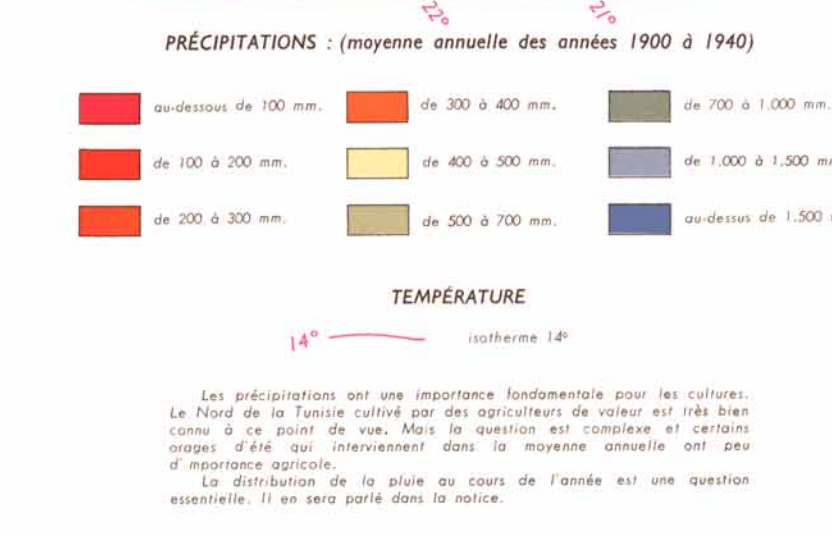 22° 21°
PRÉCIPITATIONS : (moyenne annuelle des années 1900 à 1940)
au-dessous de 100 mm. de 300 à 400 mm. de 700 à 1.000 mm.
de 100 à 200 mm. de 400 à 500 mm. de 1.000 à 1.500
de 200 à 300 mm. de 500 à 700 mm. au-dessus de 1.500
TEMPÉRATURE
14° isotherme 14°
Les précipitations ont une importance fondamentale pour les cultures.
Le Nord de la Tunisie cultivé par des agriculteurs de valeur est très bien
connu à ce point de vue. Mais la question est complexe et certains
orages d'été qui interviennent dans la moyenne annuelle ont peu
d' mportance agricole.
La distribution de la pluie au cours de l'année est une question
essentielle. Il en sera parlé dans la notice.